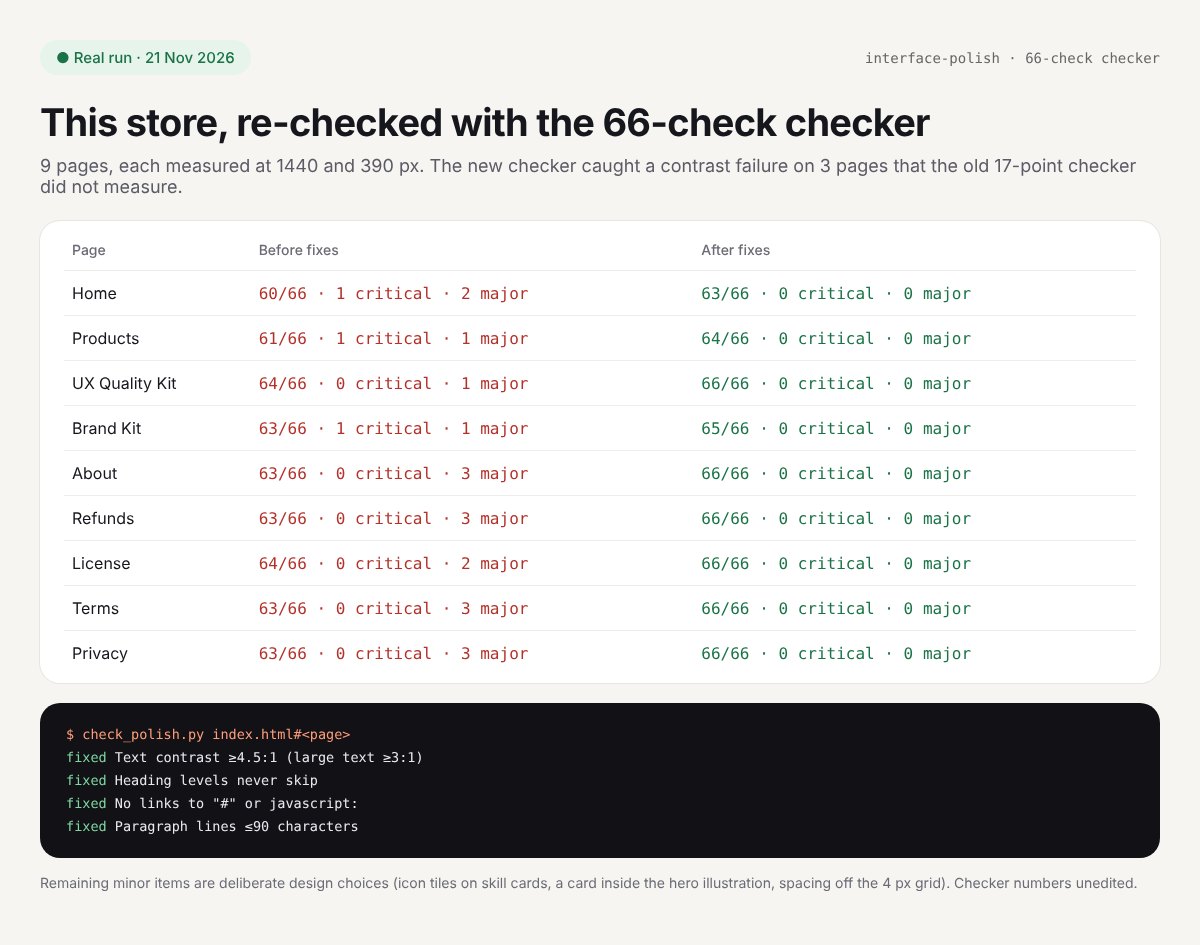 Real run · 21 Nov 2026
interface-polish · 66-check checker
This store, re-checked with the 66-check checker
9 pages, each measured at 1440 and 390 px. The new checker caught a contrast failure on 3 pages that the old 17-point checker
did not measure.
Page Before fixes After fixes
Home 60/66 · 1 critical · 2 major 63/66 · 0 critical · 0 major
Products 61/66 · 1 critical · 1 major 64/66 · 0 critical · 0 major
UX Quality Kit 64/66 · 0 critical · 1 major 66/66 · 0 critical · 0 major
Brand Kit 63/66 · 1 critical · 1 major 65/66 · 0 critical · 0 major
About 63/66 · 0 critical · 3 major 66/66 · 0 critical · 0 major
Refunds 63/66 · 0 critical · 3 major 66/66 · 0 critical · 0 major
License 64/66 · 0 critical · 2 major 66/66 · 0 critical · 0 major
Terms 63/66 · 0 critical · 3 major 66/66 · 0 critical · 0 major
Privacy 63/66 · 0 critical · 3 major 66/66 · 0 critical · 0 major
$ check_polish.py index.html#<page>
fixed Text contrast ≥4.5:1 (large text ≥3:1)
fixed Heading levels never skip
fixed No links to "#" or javascript:
fixed Paragraph lines ≤90 characters
Remaining minor items are deliberate design choices (icon tiles on skill cards, a card inside the hero illustration, spacing off the 4 px grid). Checker numbers unedited.